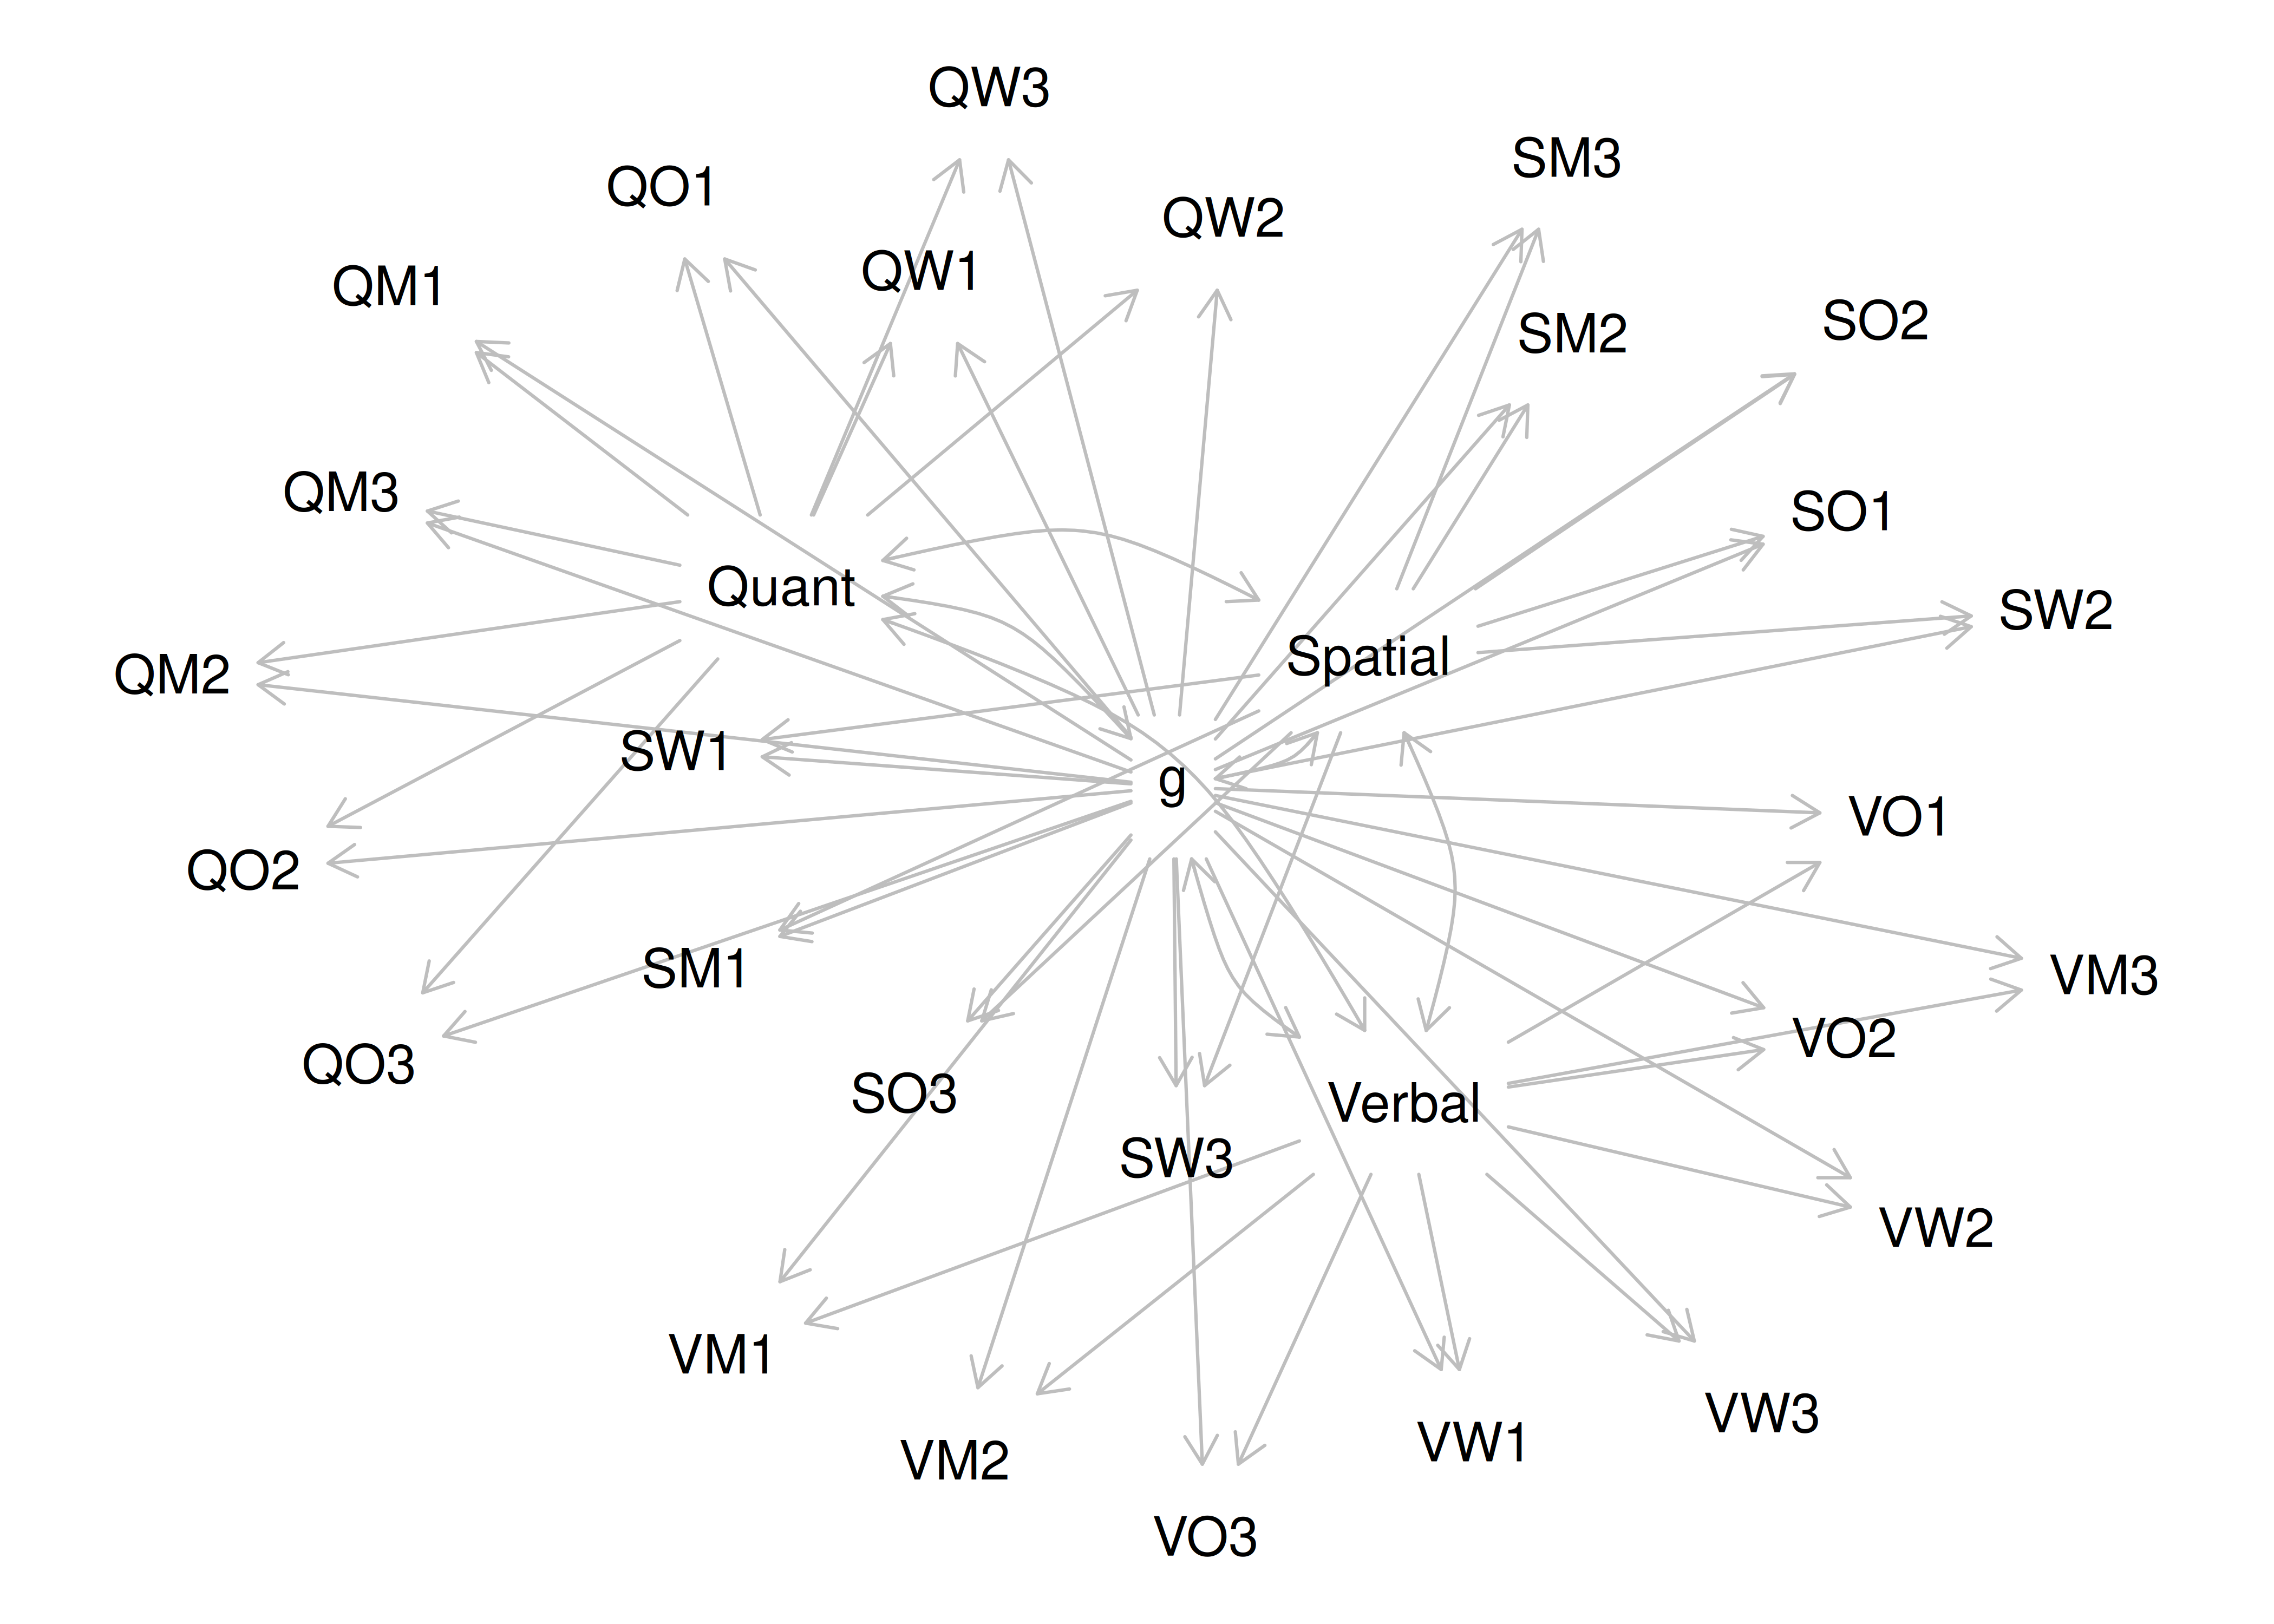 QW3
SM3
QO1
QW2
QW1
QM1
SO2
SM2
QM3
SO1
Quant
SW2
Spatial
QM2
SW1
g
VO1
QO2
SM1
VM3
VO2
QO3
SO3
Verbal
SW3
VW2
VM1
VW3
VW1
VM2
VO3